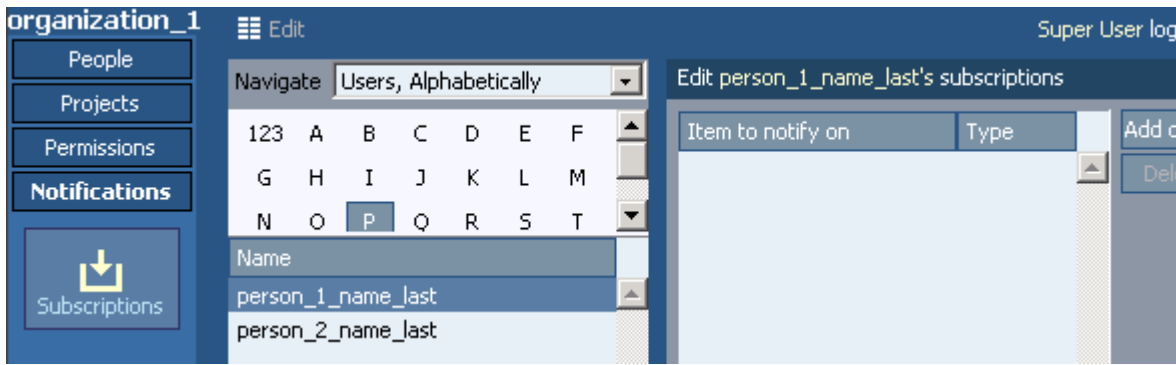 organization_1
Edit
Super User
People
Projects
Permissions
Notifications
Subscriptions
Navigate Users, Alphabetically
123 A B C D E F
G H I J K L M
N O P Q R S T
Name
person_1_name_last
person_2_name_last
Edit person_1_name_last's subscriptions
Item to notify on Type
Add